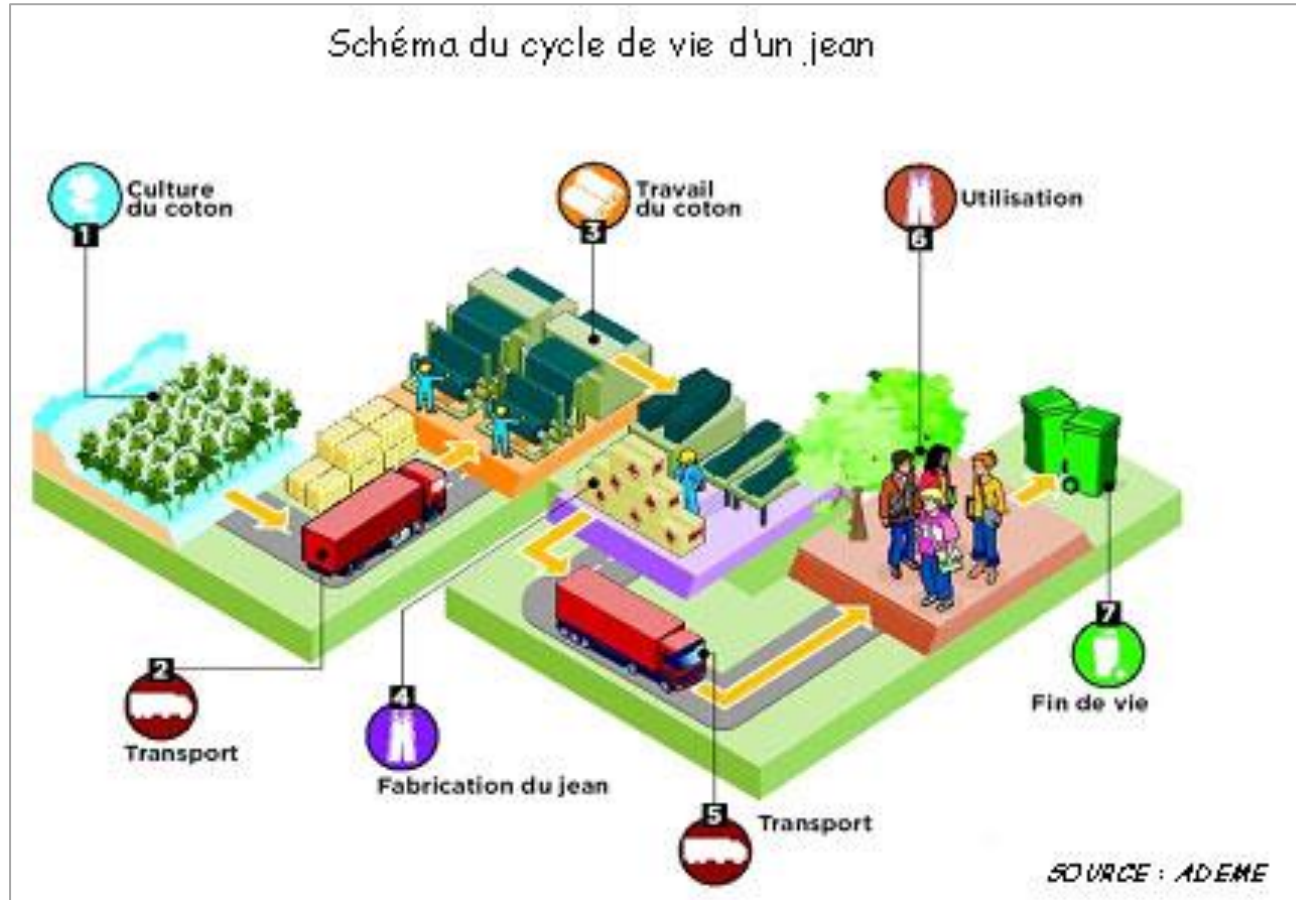 Schéma du cycle de vie d'un jean
Culture
du coton
1
Travail
du coton
3
Utilisation
6
2
Transport
4
Fabrication du jean
5
Transport
7
Fin de vie
SOURCE : ADEME